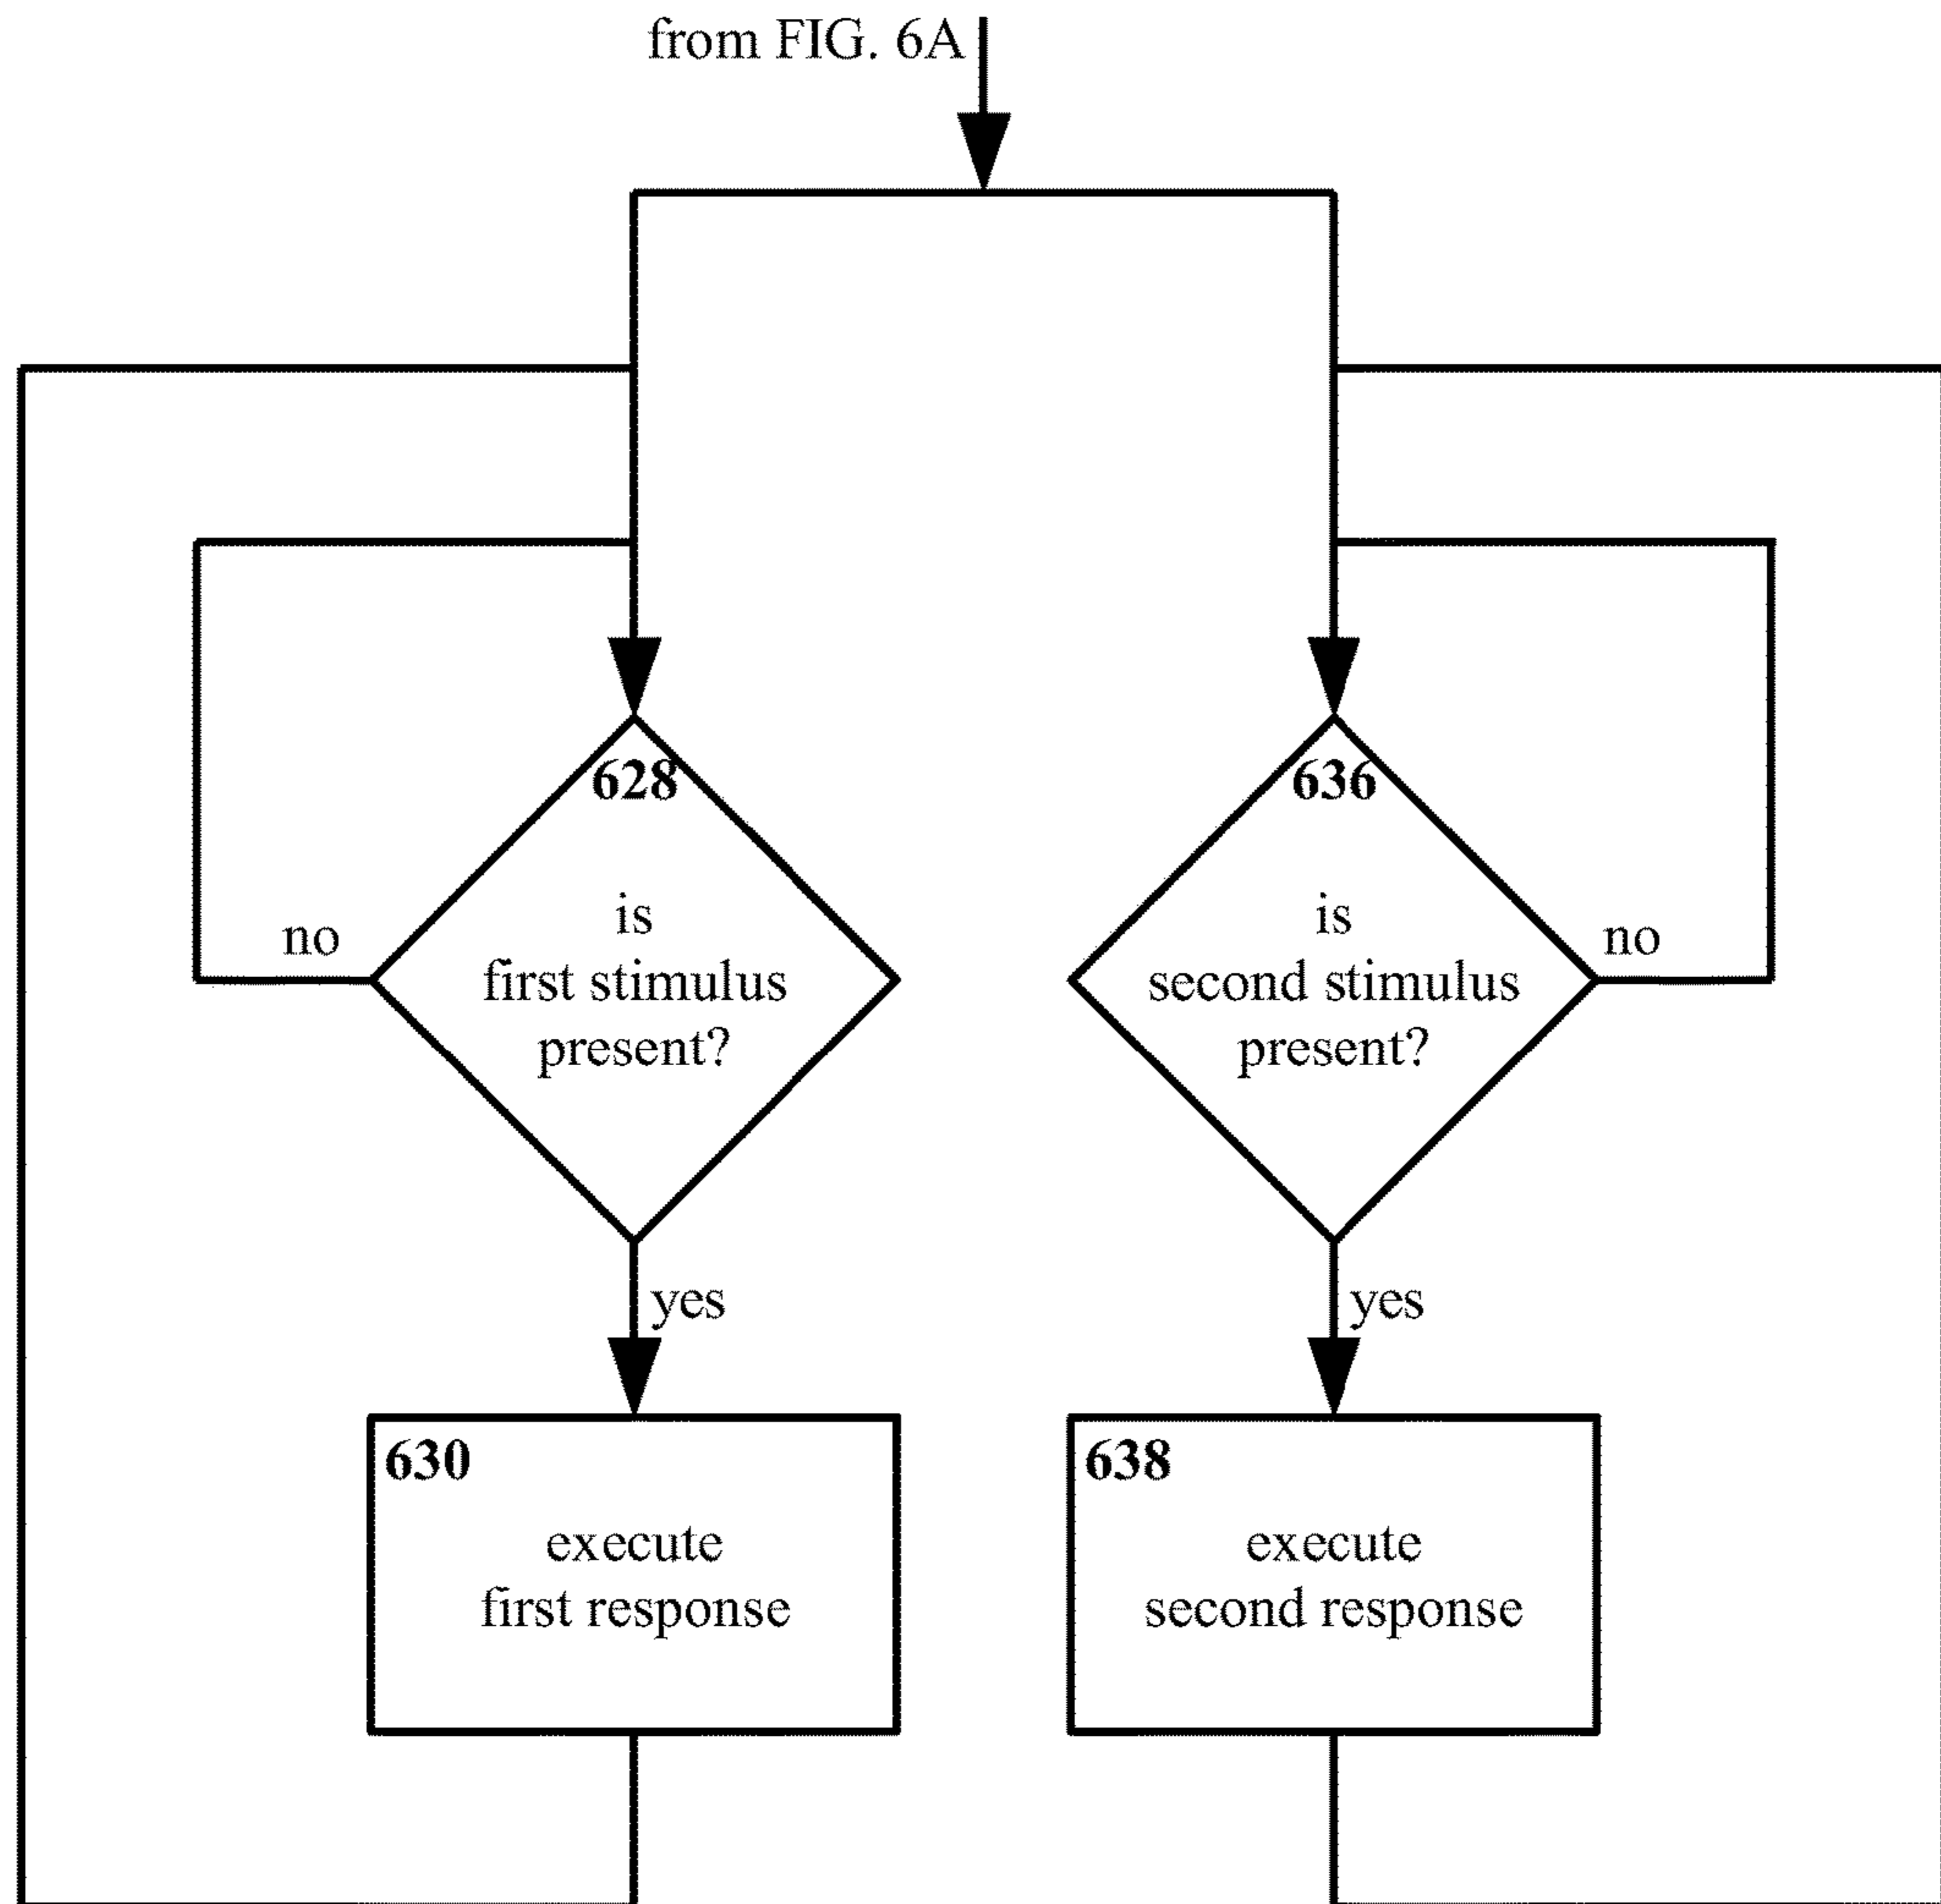 from FIG. 6A
628
is
first stimulus
present?
no
yes
630
execute
first response
636
is
second stimulus
present?
no
yes
638
execute
second response